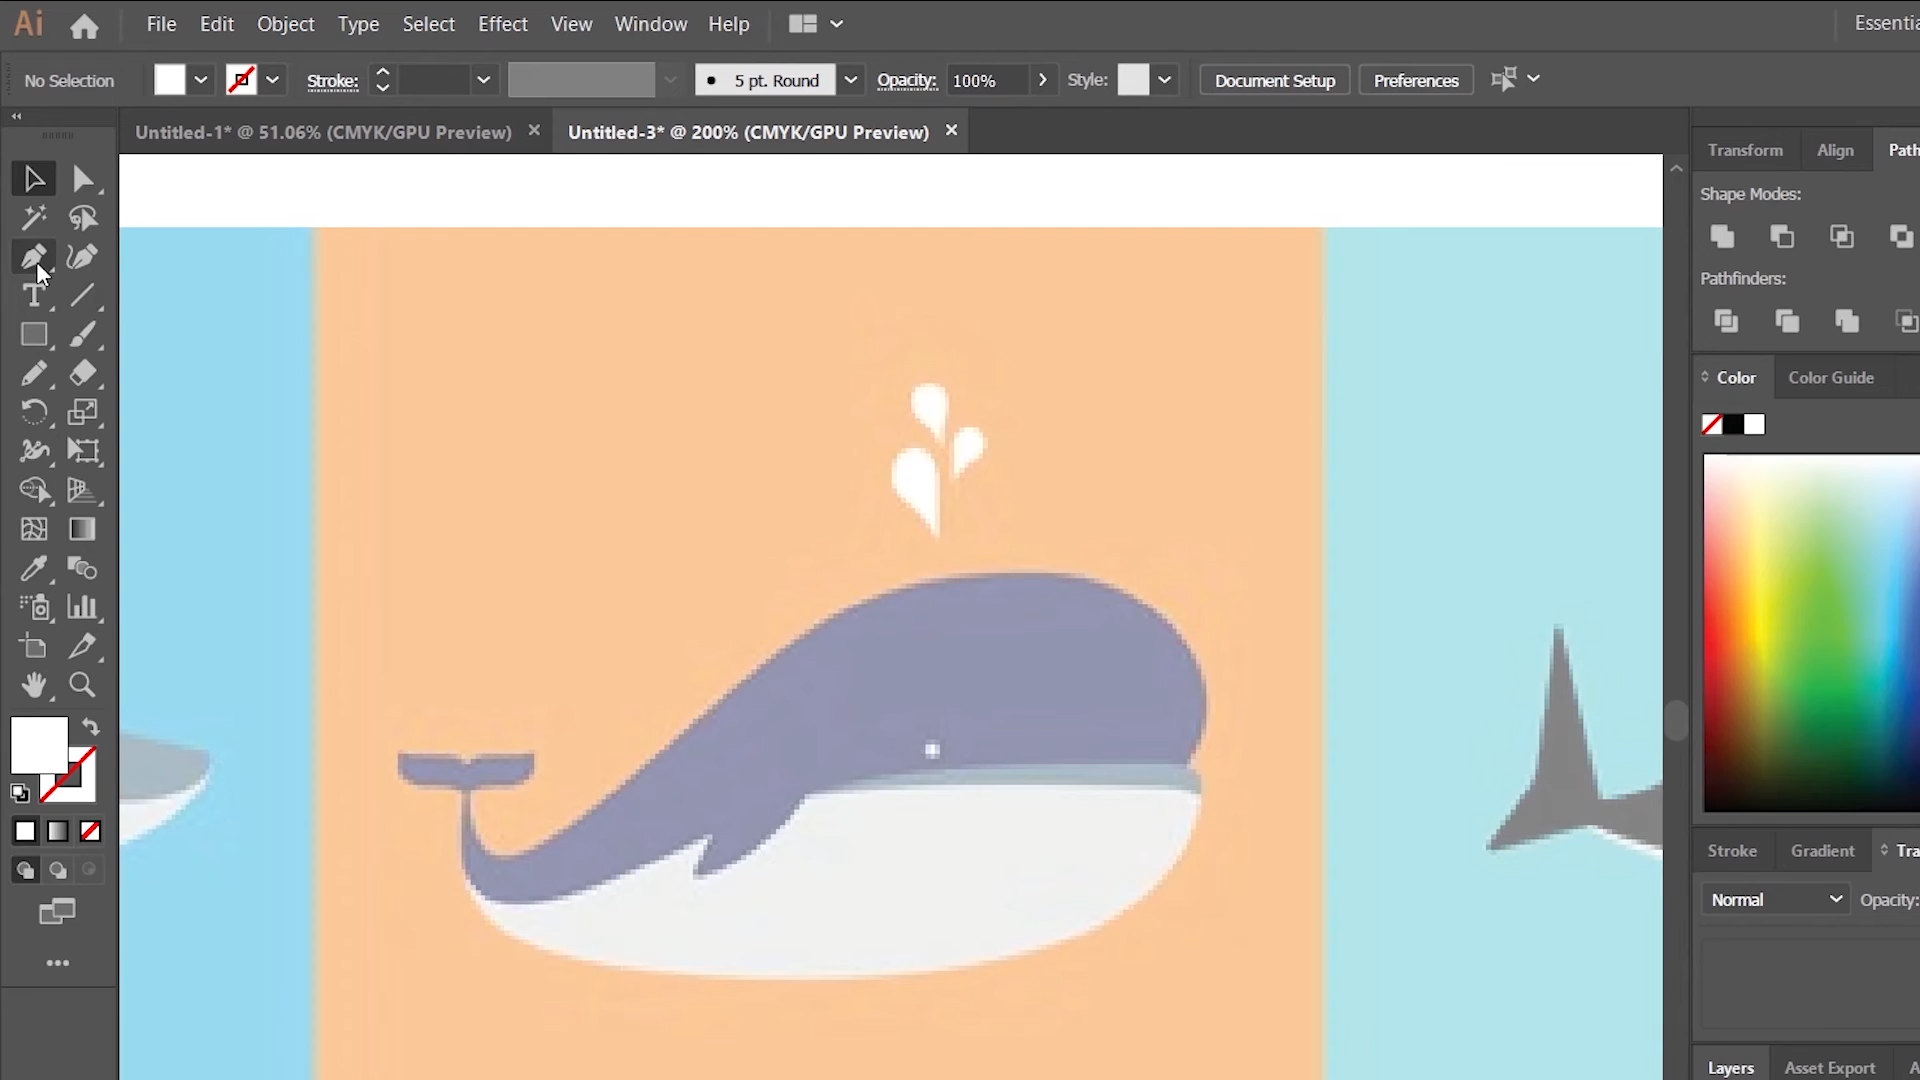 Ai File Edit Object Type Select Effect View Window Help Essentia
No Selection Stroke: 5 pt. Round Opacity: 100% Style: Document Setup Preferences
Untitled-1* @ 51.06% (CMYK/GPU Preview) Untitled-3* @ 200% (CMYK/GPU Preview)
Transform Align Path
Shape Modes:
Pathfinders:
Color Color Guide
Stroke Gradient Tra
Normal Opacity:
Layers Asset Export A